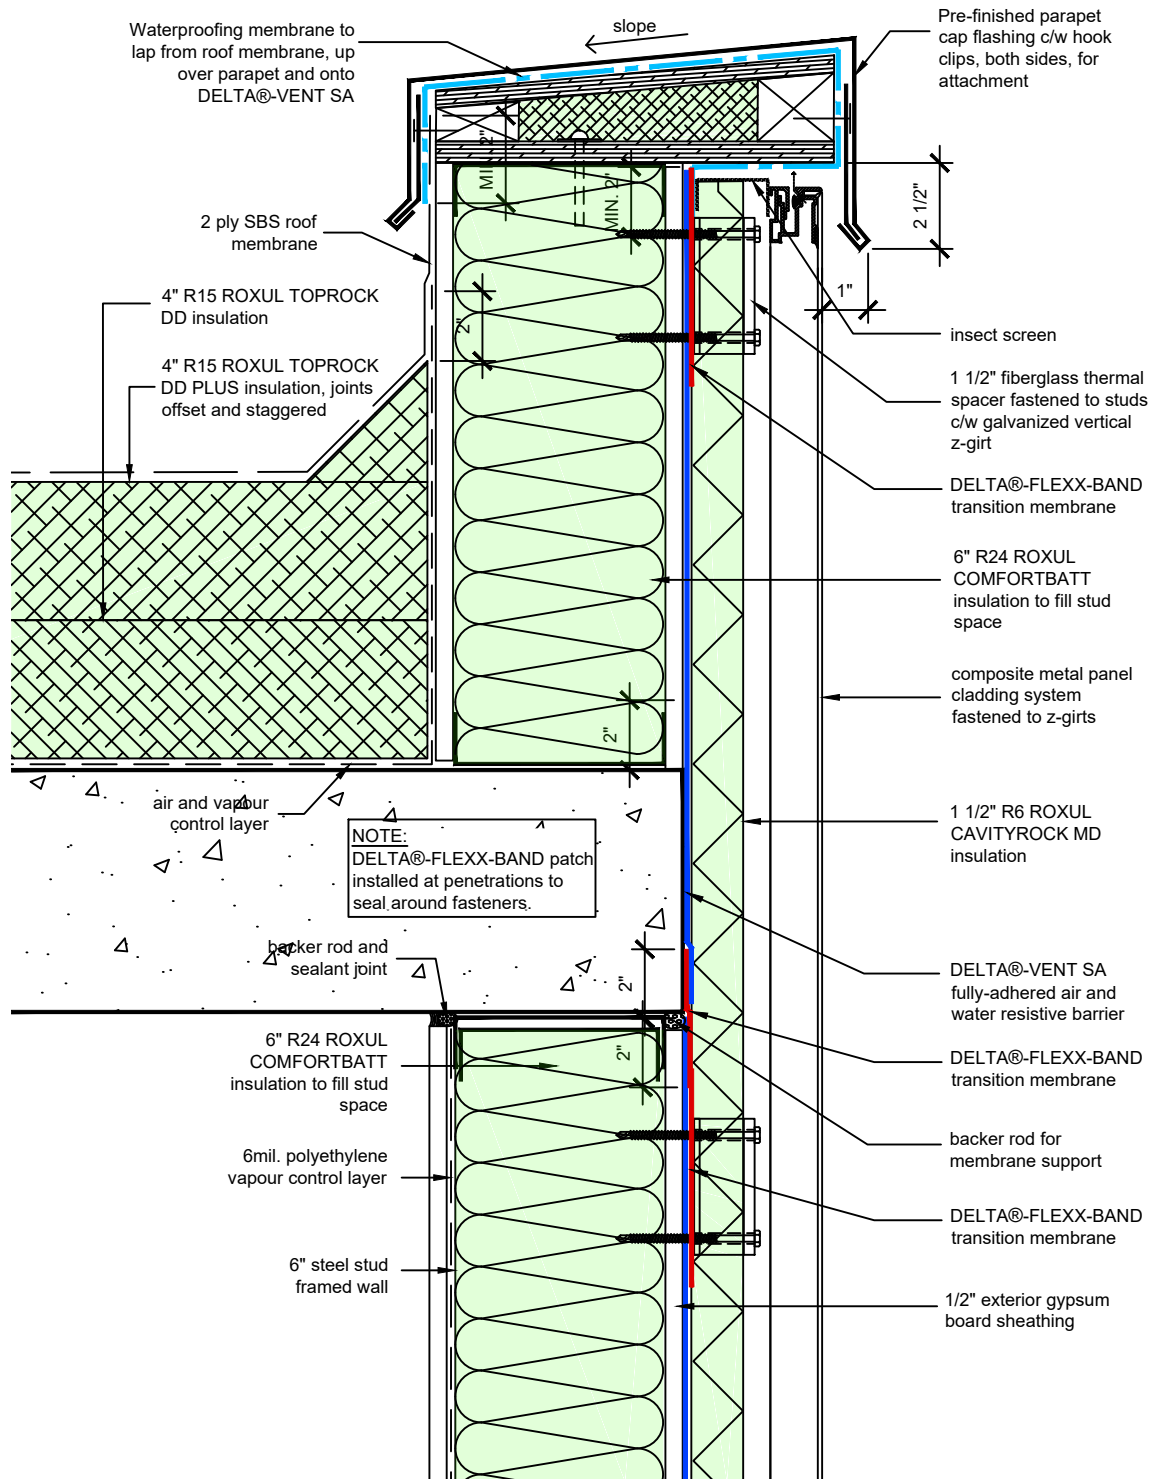 Waterproofing membrane to
lap from roof membrane, up
over parapet and onto
DELTA®-VENT SA
slope
Pre-finished parapet
cap flashing c/w hook
clips, both sides, for
attachment
MIN. 2"
MIN. 2"
2 1/2"
1"
2 ply SBS roof
membrane
2"
4" R15 ROXUL TOPROCK
DD insulation
4" R15 ROXUL TOPROCK
DD PLUS insulation, joints
offset and staggered
insect screen
1 1/2" fiberglass thermal
spacer fastened to studs
c/w galvanized vertical
z-girt
DELTA®-FLEXX-BAND
transition membrane
6" R24 ROXUL
COMFORTBATT
insulation to fill stud
space
composite metal panel
cladding system
fastened to z-girts
2"
air and vapour
control layer
NOTE:
DELTA®-FLEXX-BAND patch
installed at penetrations to
seal around fasteners.
1 1/2" R6 ROXUL
CAVITYROCK MD
insulation
backer rod and
sealant joint
2"
2"
DELTA®-VENT SA
fully-adhered air and
water resistive barrier
6" R24 ROXUL
COMFORTBATT
insulation to fill stud
space
DELTA®-FLEXX-BAND
transition membrane
6mil. polyethylene
vapour control layer
backer rod for
membrane support
DELTA®-FLEXX-BAND
transition membrane
6" steel stud
framed wall
1/2" exterior gypsum
board sheathing